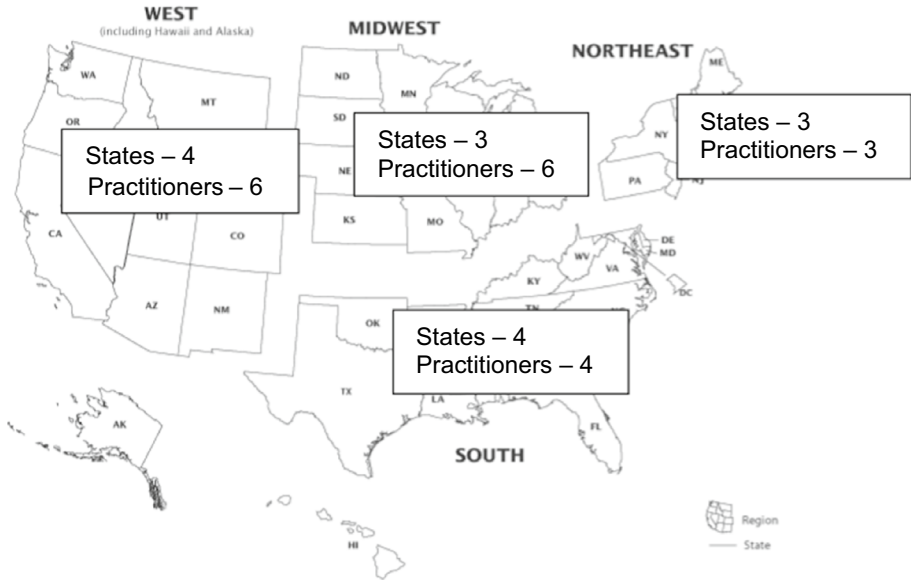 WEST
(including Hawaii and Alaska)
MIDWEST
NORTHEAST
ME
WA
MT
ND
MN
OR
SD
NY
States – 4
Practitioners – 6
States – 3
Practitioners – 6
States – 3
Practitioners – 3
NE
PA
NJ
UT
CO
KS
MO
CA
DE
MD
WV
VA
DC
KY
AZ
NM
OK
TN
States – 4
Practitioners – 4
TX
LA
FL
AK
SOUTH
HI
Region
State